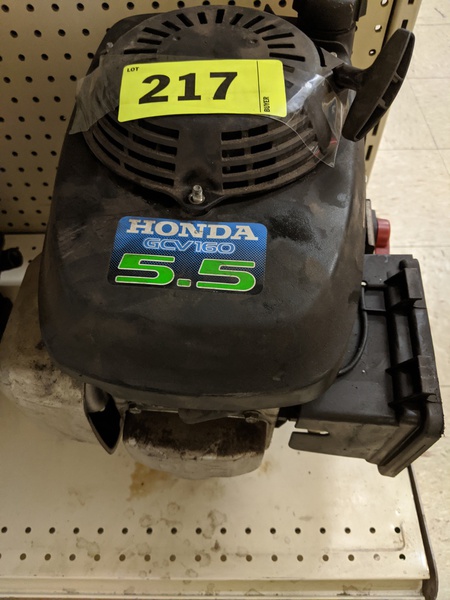 LOT
217
BUYER
HONDA
GCV160
5.5